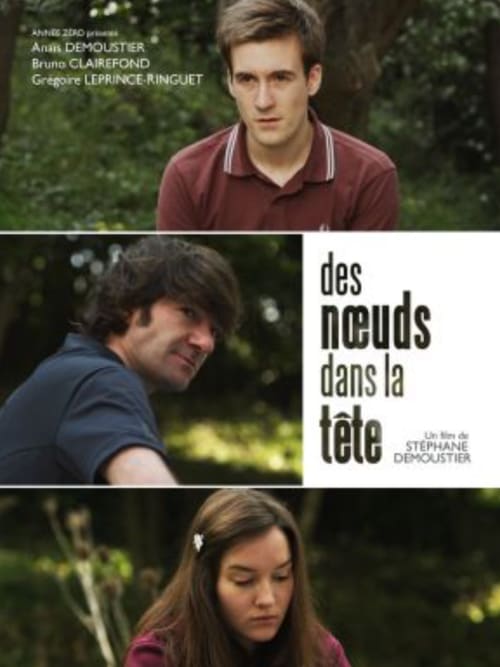 ANNÉE ZÉRO présente
Anaïs DEMOUSTIER
Bruno CLAIREFOND
Grégoire LEPRINCE-RINGUET
des
nœuds
dans la
tête
Un film de
STÉPHANE
DEMOUSTIER